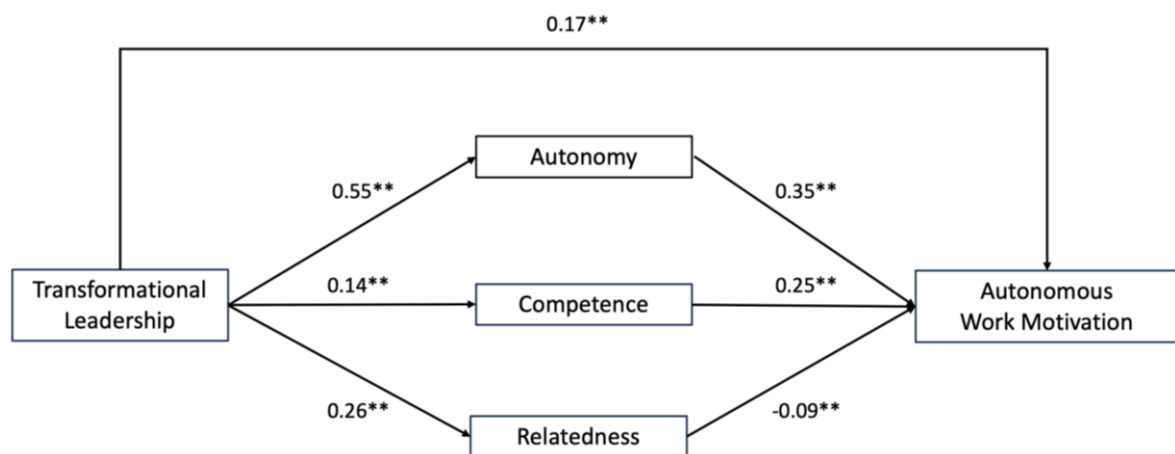 0.17**
Autonomy
0.55**
0.35**
Transformational
Leadership
0.14**
Competence
0.25**
Autonomous
Work Motivation
0.26**
-0.09**
Relatedness